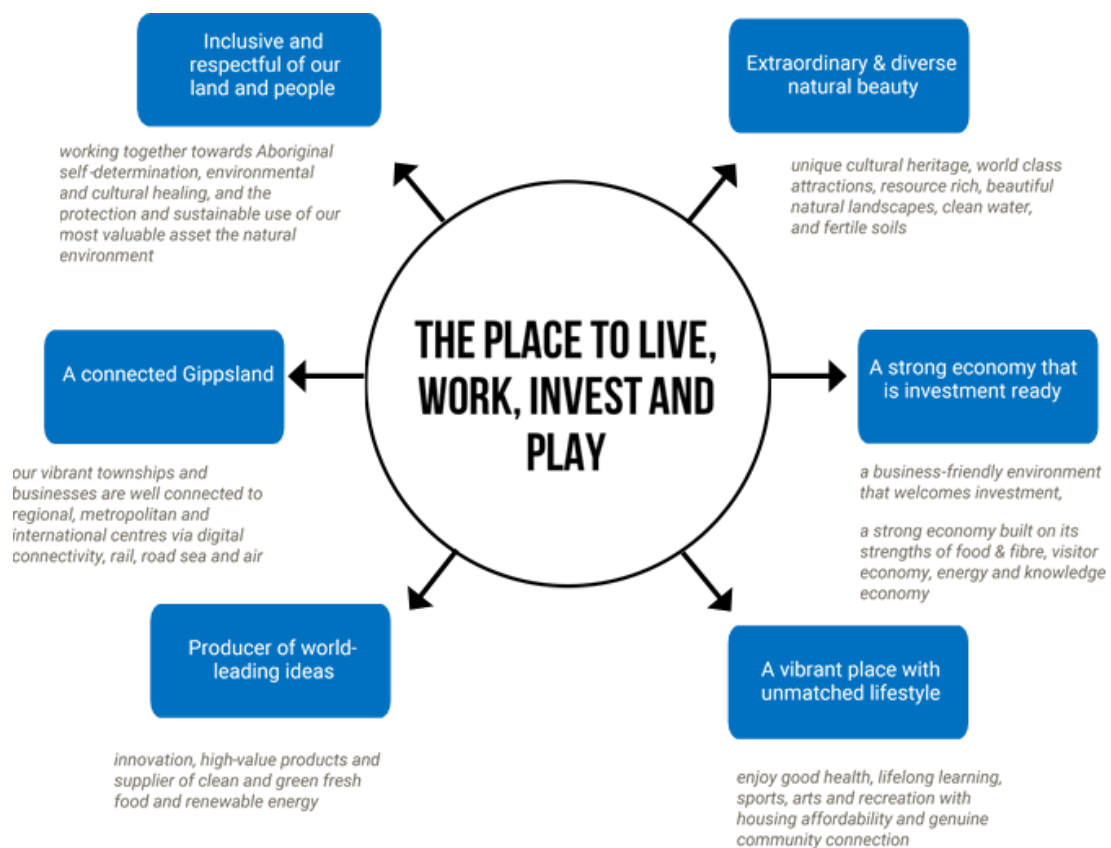 Inclusive and
respectful of our
land and people
working together towards Aboriginal
self-determination, environmental
and cultural healing, and the
protection and sustainable use of our
most valuable asset the natural
environment
Extraordinary & diverse
natural beauty
unique cultural heritage, world class
attractions, resource rich, beautiful
natural landscapes, clean water,
and fertile soils
THE PLACE TO LIVE,
WORK, INVEST AND
PLAY
A connected Gippsland
our vibrant townships and
businesses are well connected to
regional, metropolitan and
international centres via digital
connectivity, rail, road sea and air
A strong economy that
is investment ready
a business-friendly environment
that welcomes investment,
a strong economy built on its
strengths of food & fibre, visitor
economy, energy and knowledge
economy
Producer of world-
leading ideas
innovation, high-value products and
supplier of clean and green fresh
food and renewable energy
A vibrant place with
unmatched lifestyle
enjoy good health, lifelong learning,
sports, arts and recreation with
housing affordability and genuine
community connection